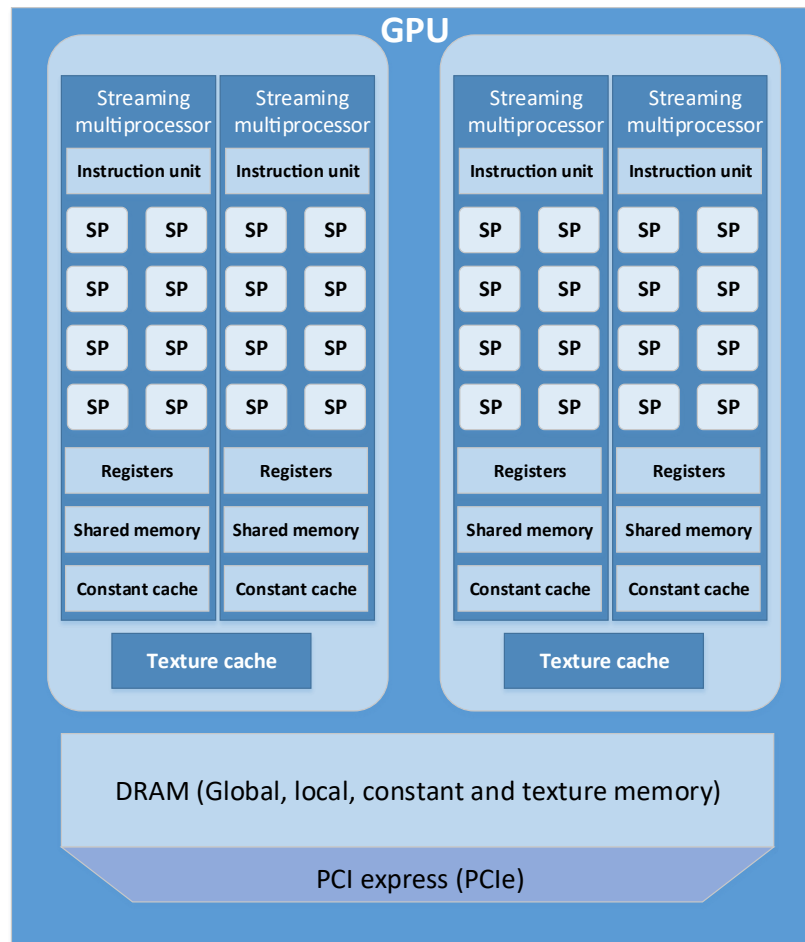 GPU
Streaming
multiprocessor
Instruction unit
SP SP
SP SP
SP SP
SP SP
Registers
Shared memory
Constant cache
Streaming
multiprocessor
Instruction unit
SP SP
SP SP
SP SP
SP SP
Registers
Shared memory
Constant cache
Texture cache
Streaming
multiprocessor
Instruction unit
SP SP
SP SP
SP SP
SP SP
Registers
Shared memory
Constant cache
Streaming
multiprocessor
Instruction unit
SP SP
SP SP
SP SP
SP SP
Registers
Shared memory
Constant cache
Texture cache
DRAM (Global, local, constant and texture memory)
PCI express (PCIe)